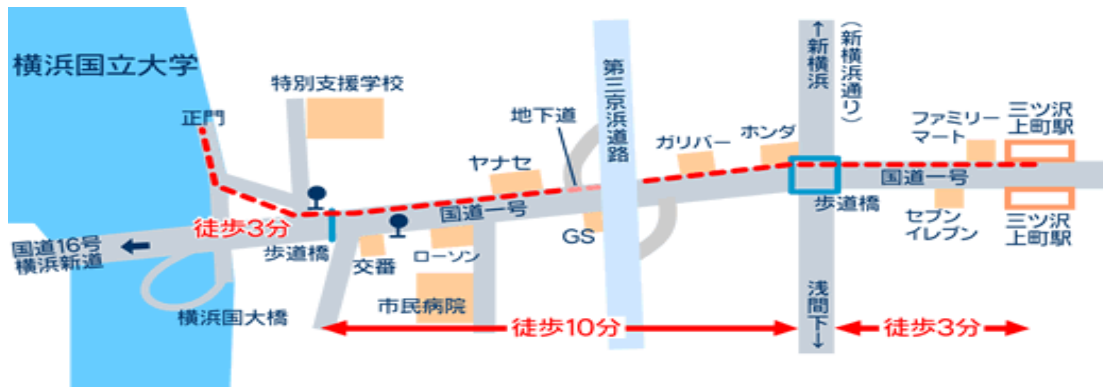 横浜国立大学
正門
特別支援学校
地下道
ヤナセ
第三京浜道路
ガリバー
ホンダ
↑新横浜
(新横浜通り)
ファミリー
マート
三ツ沢
上町駅
国道一号
国道一号
徒歩3分
歩道橋
交番
ローソン
GS
歩道橋
セブン
イレブン
三ツ沢
上町駅
国道16号
横浜新道
横浜国大橋
市民病院
徒歩10分
浅間下→
徒歩3分